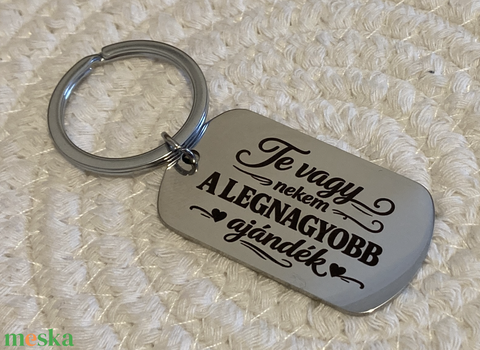 Te vagy
nekem
A LEGNAGYOBB
ajándék
meska